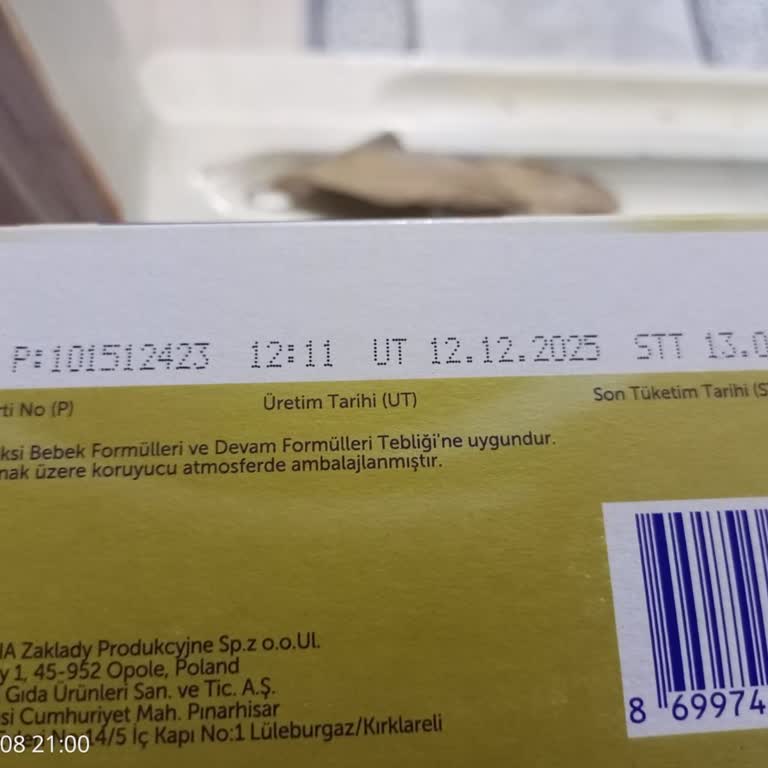 P:101512423 12:11 UT 12.12.2025 STT 13.0
rti No (P) Üretim Tarihi (UT) Son Tüketim Tarihi (S
ksi Bebek Formülleri ve Devam Formülleri Tebliği'ne uygundur.
mak üzere koruyucu atmosferde ambalajlanmıştır.
IA Zaklady Produkcyjne Sp.z o.o.Ul.
y 1, 45-952 Opole, Poland
Gıda Ürünleri San. ve Tic. A.Ş.
si Cumhuriyet Mah. Pınarhisar
14/5 İç Kapı No:1 Lüleburgaz/Kırklareli
8 69974
08 21:00